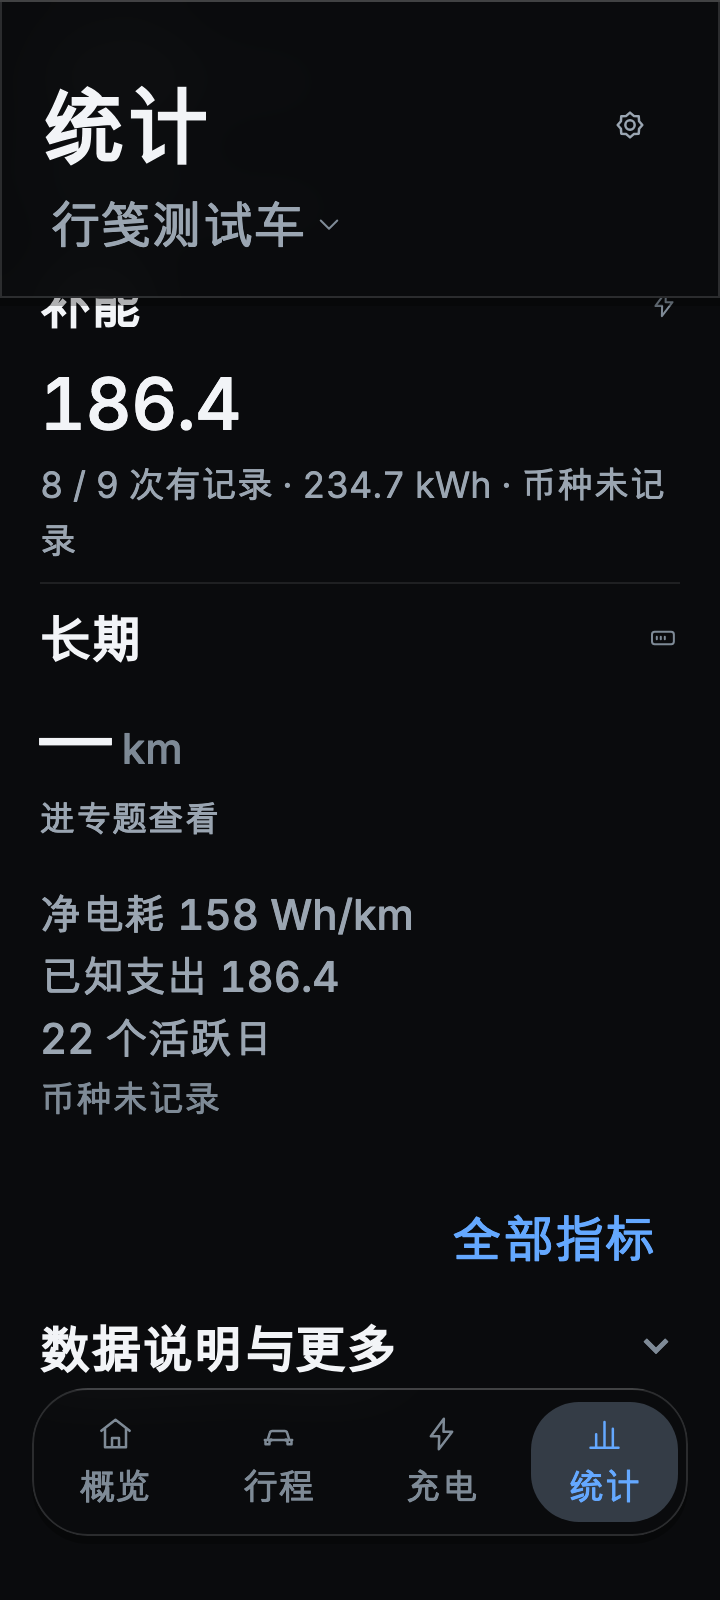 统计
行笺测试车
补能
186.4
8 / 9 次有记录 · 234.7 kWh · 币种未记
录
长期
— km
进专题查看
净电耗 158 Wh/km
已知支出 186.4
22 个活跃日
币种未记录
全部指标
数据说明与更多
概览 行程 充电 统计